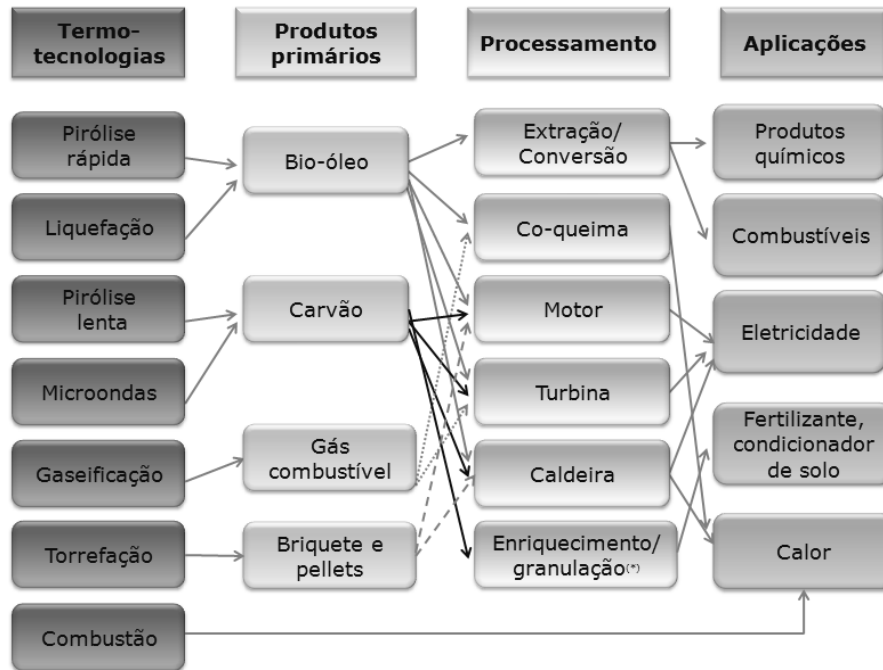 Termo-
tecnologias
Produtos
primários
Processamento
Aplicações
Pirólise
rápida
Bio-óleo
Extração/
Conversão
Produtos
químicos
Liquefação
Co-queima
Combustíveis
Pirólise
lenta
Carvão
Motor
Eletricidade
Microondas
Turbina
Fertilizante,
condicionador
de solo
Gaseificação
Gás
combustível
Caldeira
Torrefação
Briquete e
pellets
Enriquecimento/
granulação(*)
Calor
Combustão